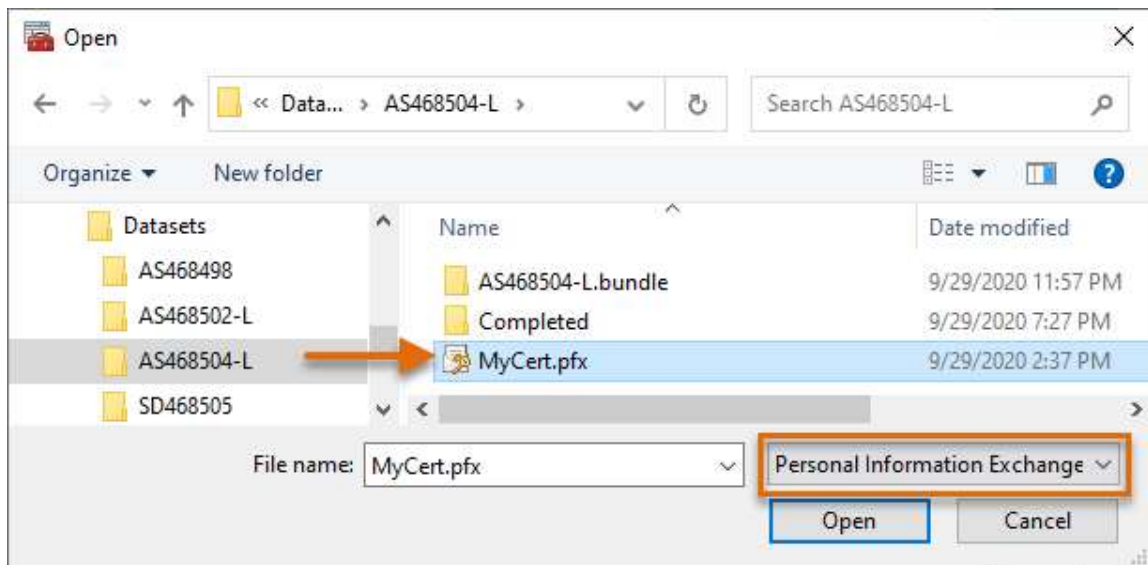 Open
« Data... > AS468504-L >
Search AS468504-L
Organize New folder
Datasets
AS468498
AS468502-L
AS468504-L
SD468505
Name Date modified
AS468504-L.bundle 9/29/2020 11:57 PM
Completed 9/29/2020 7:27 PM
MyCert.pfx 9/29/2020 2:37 PM
File name: MyCert.pfx Personal Information Exchange
Open Cancel